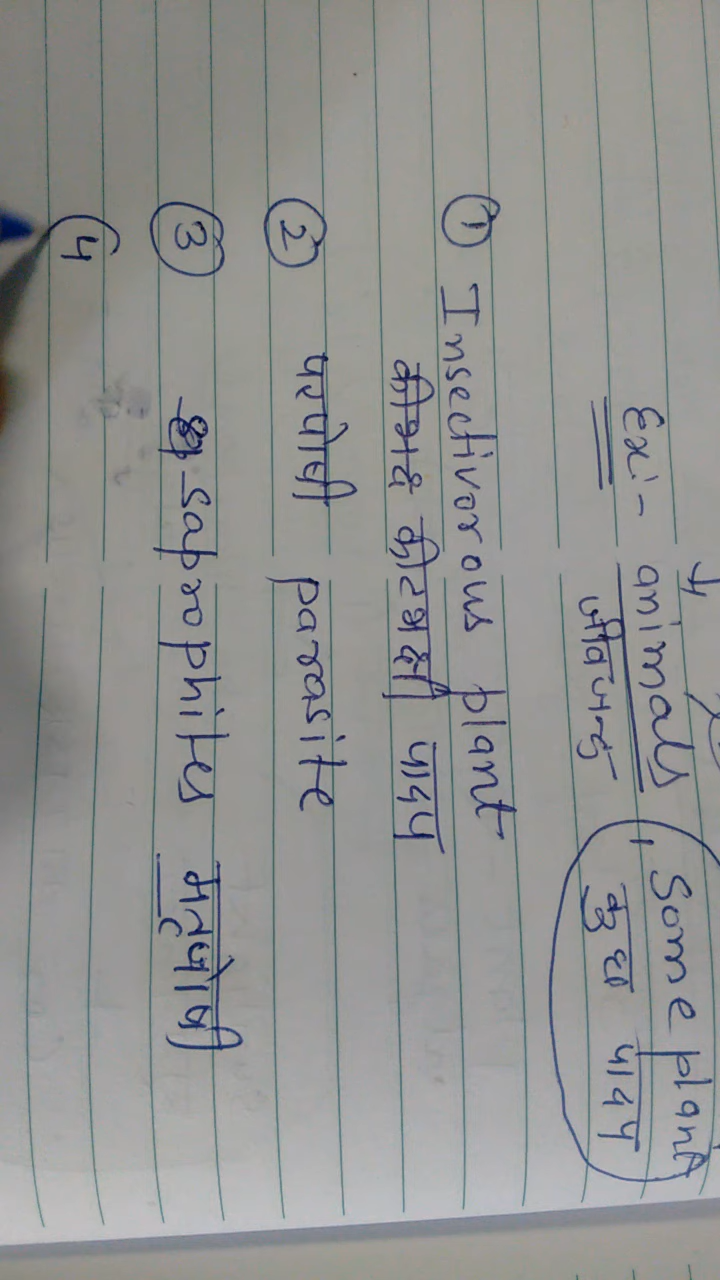 Ex:- animals, Some plant
जीवजन्तु कुछ पादप
① Insectivorous plant
कीटभक्षी पादप
② परपोषी parasite
③ saprophites मृतपोषी
④